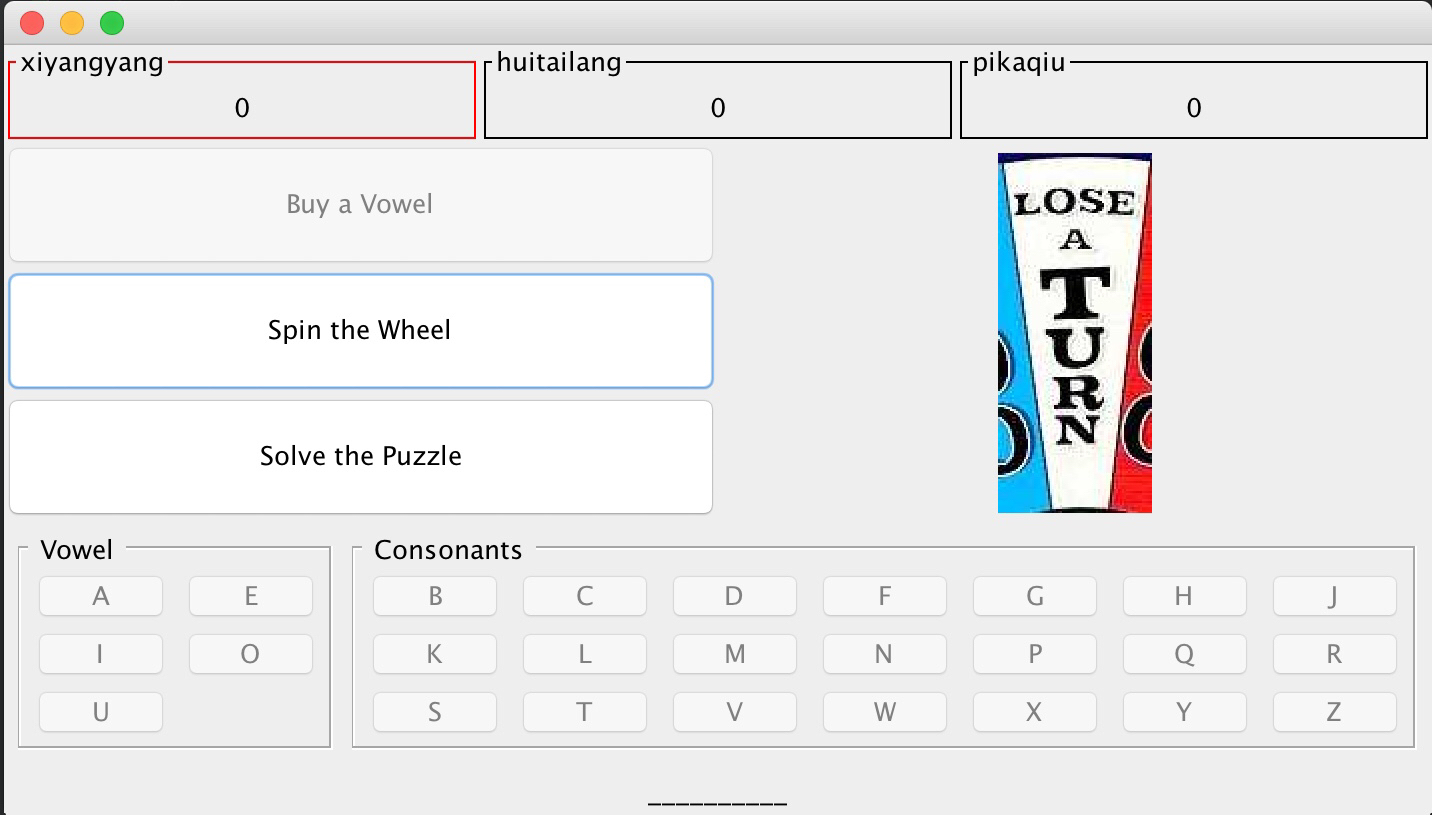 xiyangyang huitailang pikaqiu
0 0 0
Buy a Vowel
Spin the Wheel
Solve the Puzzle
LOSE
A
TURN
Vowel Consonants
A E B C D F G H J
I O K L M N P Q R
U S T V W X Y Z
__________